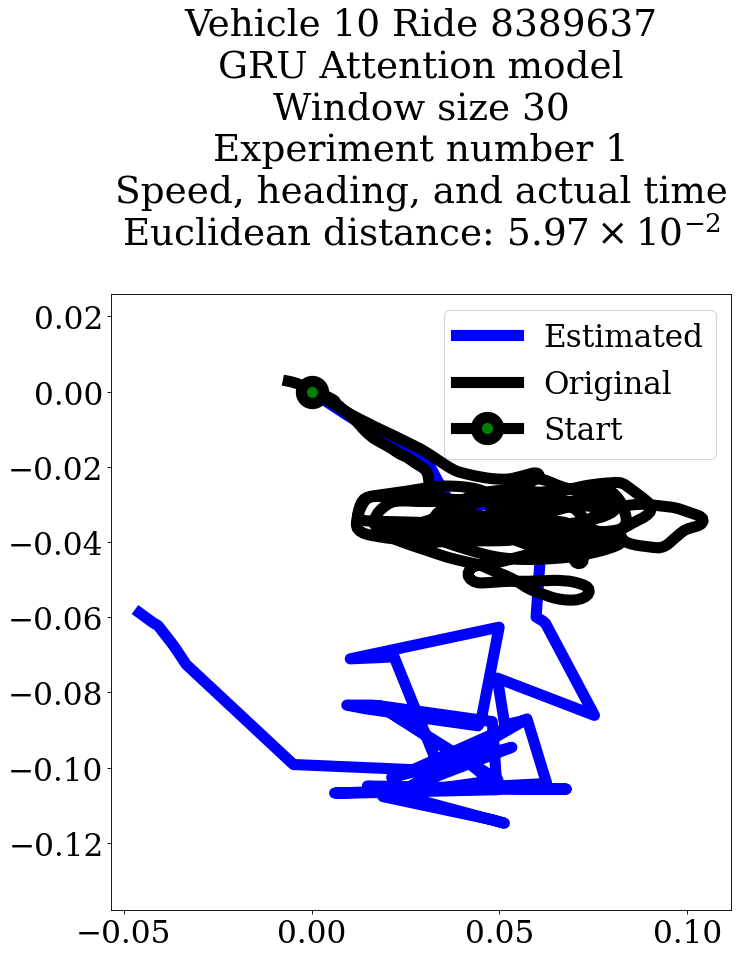 Vehicle 10 Ride 8389637
GRU Attention model
Window size 30
Experiment number 1
Speed, heading, and actual time
Euclidean distance: 5.97 × 10⁻²
Estimated
Original
Start
0.02
0.00
−0.02
−0.04
−0.06
−0.08
−0.10
−0.12
−0.05
0.00
0.05
0.10